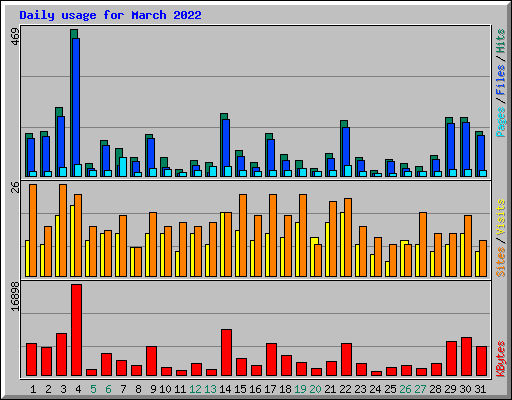 Daily usage for March 2022
469
Pages / Files / Hits
26
Sites / Visits
16898
KBytes
1 2 3 4 5 6 7 8 9 10 11 12 13 14 15 16 17 18 19 20 21 22 23 24 25 26 27 28 29 30 31